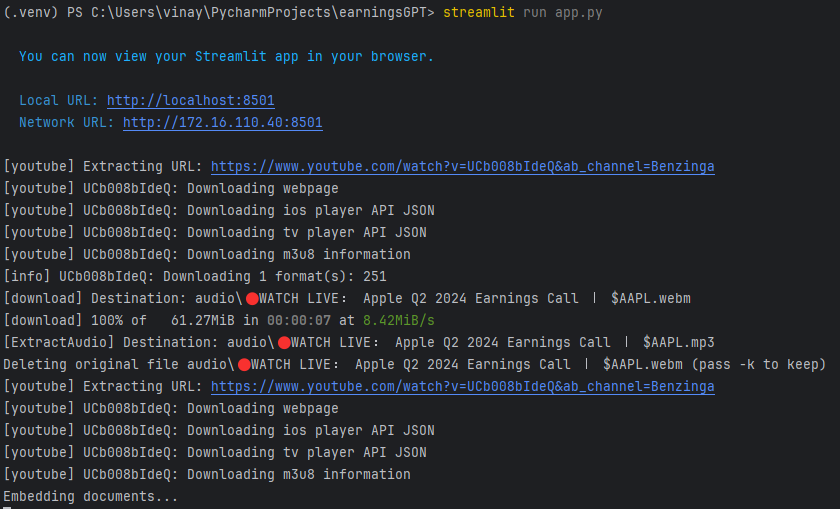 (.venv) PS C:\Users\vinay\PycharmProjects\earningsGPT> streamlit run app.py
You can now view your Streamlit app in your browser.
Local URL: http://localhost:8501
Network URL: http://172.16.110.40:8501
[youtube] Extracting URL: https://www.youtube.com/watch?v=UCb008bIdeQ&ab_channel=Benzinga
[youtube] UCb008bIdeQ: Downloading webpage
[youtube] UCb008bIdeQ: Downloading ios player API JSON
[youtube] UCb008bIdeQ: Downloading tv player API JSON
[youtube] UCb008bIdeQ: Downloading m3u8 information
[info] UCb008bIdeQ: Downloading 1 format(s): 251
[download] Destination: audio\🔴WATCH LIVE： Apple Q2 2024 Earnings Call ｜ $AAPL.webm
[download] 100% of   61.27MiB in 00:00:07 at 8.42MiB/s
[ExtractAudio] Destination: audio\🔴WATCH LIVE： Apple Q2 2024 Earnings Call ｜ $AAPL.mp3
Deleting original file audio\🔴WATCH LIVE： Apple Q2 2024 Earnings Call ｜ $AAPL.webm (pass -k to keep)
[youtube] Extracting URL: https://www.youtube.com/watch?v=UCb008bIdeQ&ab_channel=Benzinga
[youtube] UCb008bIdeQ: Downloading webpage
[youtube] UCb008bIdeQ: Downloading ios player API JSON
[youtube] UCb008bIdeQ: Downloading tv player API JSON
[youtube] UCb008bIdeQ: Downloading m3u8 information
Embedding documents...